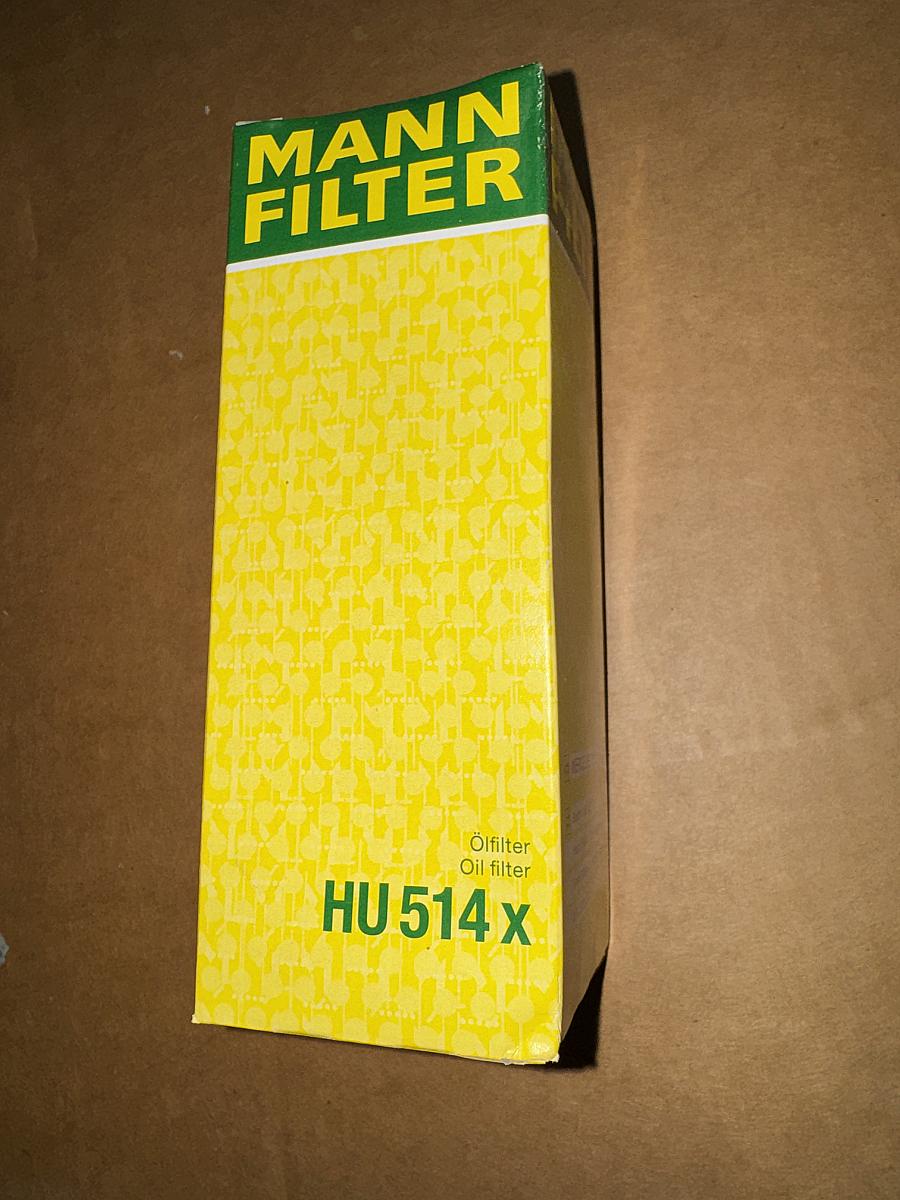 MANN
FILTER
Ölfilter
Oil filter
HU 514 x